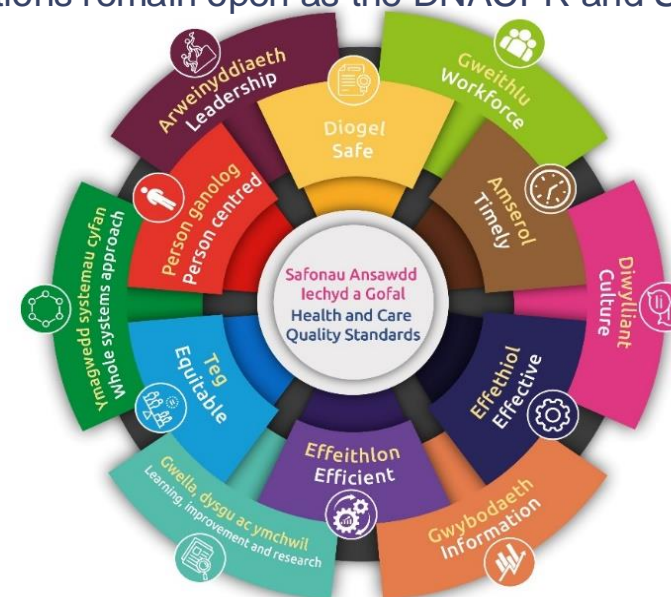 tions remain open as the DNACPR and S
Arweinyddiaeth
Leadership
Diogel
Safe
Gweithlu
Workforce
Person ganolog
Person centred
Amserol
Timely
Ymagwedd systemau cyfan
Whole systems approach
Safonau Ansawdd
Iechyd a Gofal
Health and Care
Quality Standards
Diwylliant
Culture
Teg
Equitable
Effethiol
Effective
Effeithlon
Efficient
Gwella, dysgu ac ymchwil
Learning, improvement and research
Gwybodaeth
Information